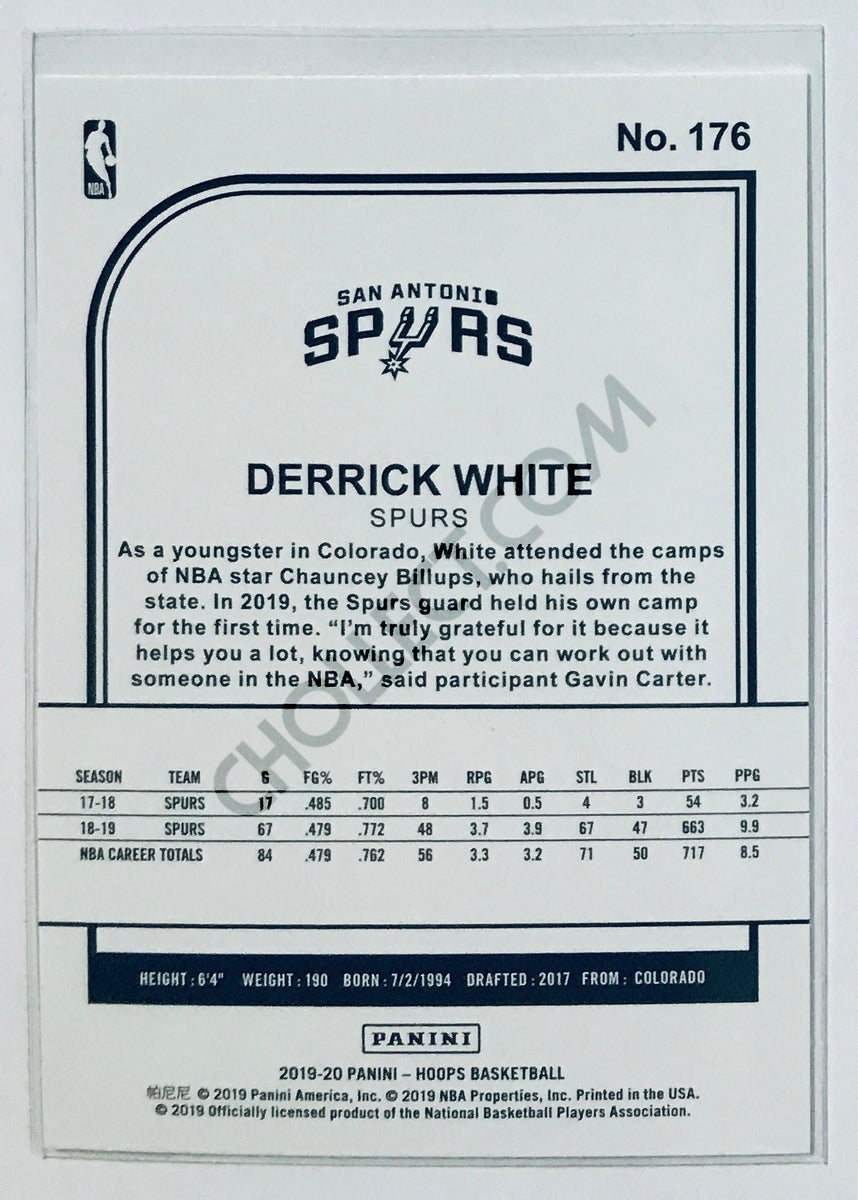 No. 176
NBA
SAN ANTONIO
SPURS
DERRICK WHITE
SPURS
As a youngster in Colorado, White attended the camps
of NBA star Chauncey Billups, who hails from the
state. In 2019, the Spurs guard held his own camp
for the first time. “I’m truly grateful for it because it
helps you a lot, knowing that you can work out with
someone in the NBA,” said participant Gavin Carter.
CHOLLECT.COM
SEASON TEAM G FG% FT% 3PM RPG APG STL BLK PTS PPG
17-18 SPURS 17 .485 .700 8 1.5 0.5 4 3 54 3.2
18-19 SPURS 67 .479 .772 48 3.7 3.9 67 47 663 9.9
NBA CAREER TOTALS 84 .479 .762 56 3.3 3.2 71 50 717 8.5
HEIGHT: 6'4" WEIGHT: 190 BORN: 7/2/1994 DRAFTED: 2017 FROM: COLORADO
PANINI
2019-20 PANINI – HOOPS BASKETBALL
帕尼尼 © 2019 Panini America, Inc. © 2019 NBA Properties, Inc. Printed in the USA.
© 2019 Officially licensed product of the National Basketball Players Association.